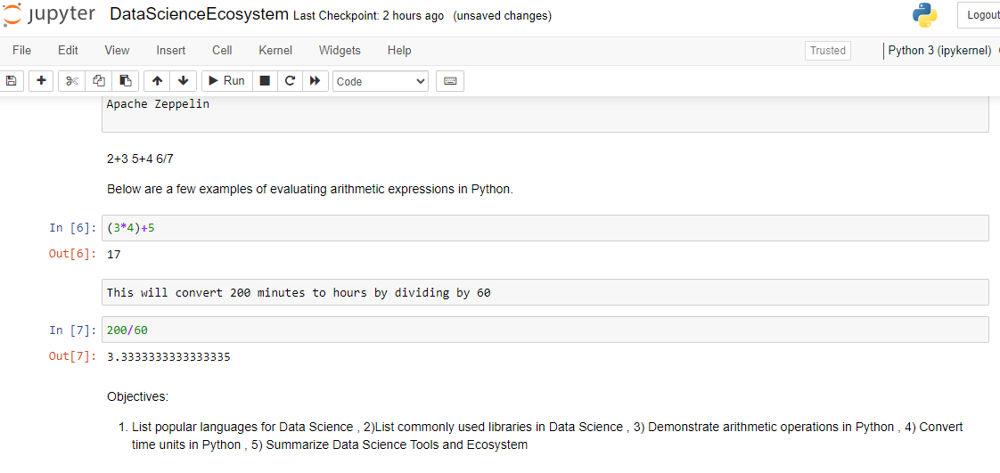 jupyter DataScienceEcosystem Last Checkpoint: 2 hours ago (unsaved changes) Logout
File Edit View Insert Cell Kernel Widgets Help Trusted Python 3 (ipykernel)
Run Code
Apache Zeppelin
2+3 5+4 6/7
Below are a few examples of evaluating arithmetic expressions in Python.
In [6]: (3*4)+5
Out[6]: 17
This will convert 200 minutes to hours by dividing by 60
In [7]: 200/60
Out[7]: 3.3333333333333335
Objectives:
1. List popular languages for Data Science , 2)List commonly used libraries in Data Science , 3) Demonstrate arithmetic operations in Python , 4) Convert
time units in Python , 5) Summarize Data Science Tools and Ecosystem